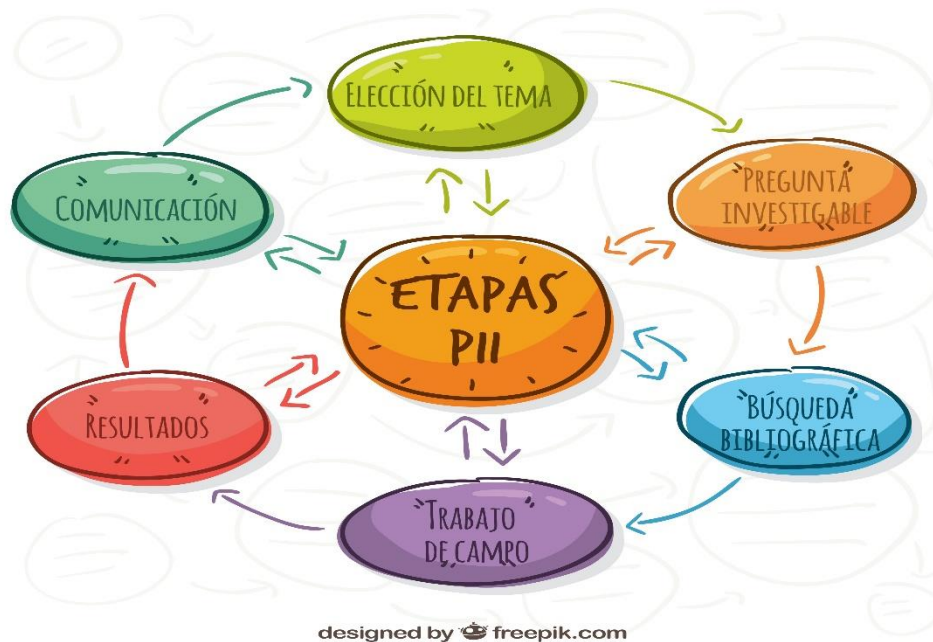 ELECCIÓN DEL TEMA
PREGUNTA
INVESTIGABLE
COMUNICACIÓN
ETAPAS
PII
BÚSQUEDA
BIBLIOGRÁFICA
RESULTADOS
TRABAJO
DE CAMPO
designed by freepik.com